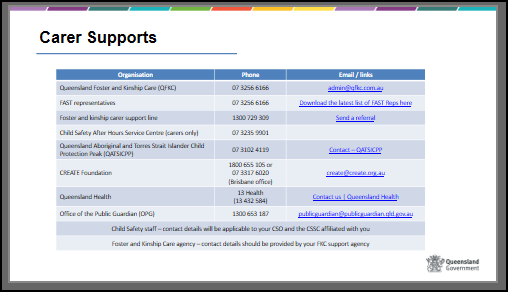 Carer Supports
Organisation Phone Email / links
Queensland Foster and Kinship Care (QFKC) 07 3256 6166 admin@qfkc.com.au
FAST representatives 07 3256 6166 Download the latest list of FAST Reps here
Foster and kinship carer support line 1300 729 309 Send a referral
Child Safety After Hours Service Centre (carers only) 07 3235 9901
Queensland Aboriginal and Torres Strait Islander Child
Protection Peak (QATSICPP) 07 3102 4119 Contact – QATSICPP
CREATE Foundation 1800 655 105 or
07 3317 6020
(Brisbane office) create@create.org.au
Queensland Health 13 Health
(13 432 584) Contact us | Queensland Health
Office of the Public Guardian (OPG) 1300 653 187 publicguardian@publicguardian.qld.gov.au
Child Safety staff – contact details will be applicable to your CSO and the CSSC affiliated with you
Foster and Kinship Care agency – contact details should be provided by your FKC support agency
Queensland
Government